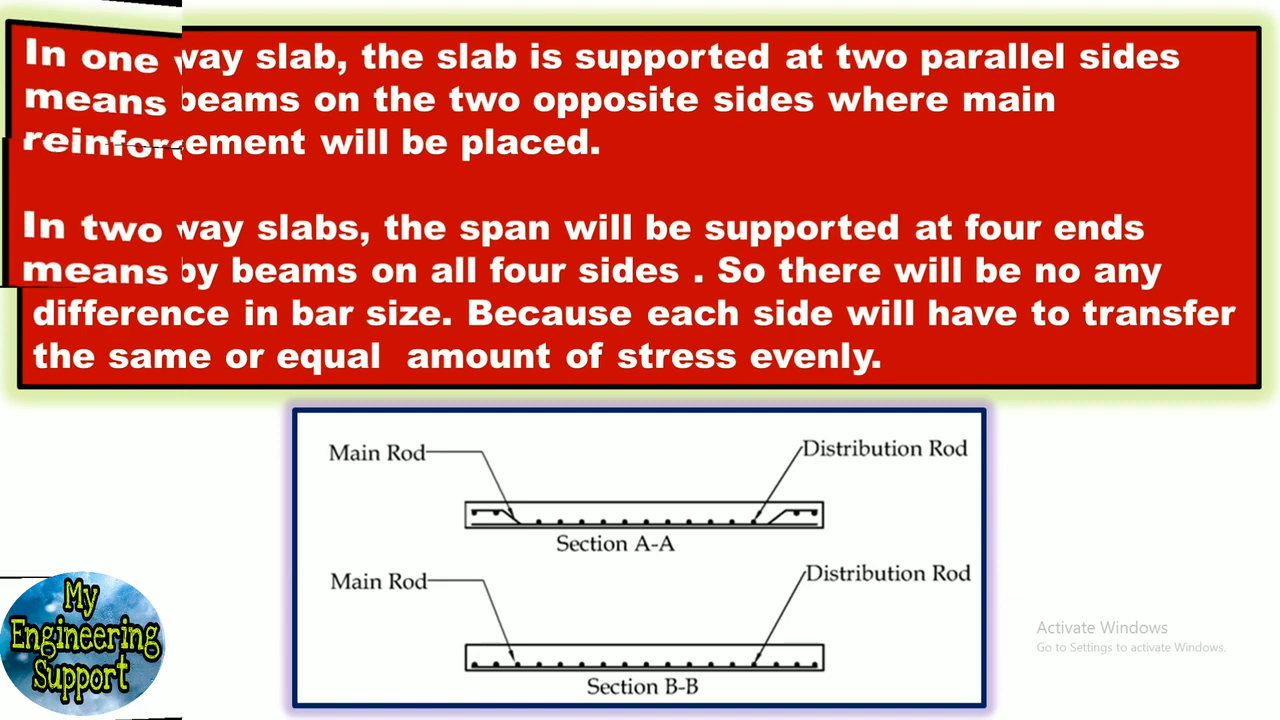 In one way slab, the slab is supported at two parallel sides
means beams on the two opposite sides where main
reinforcement will be placed.
In two way slabs, the span will be supported at four ends
means by beams on all four sides . So there will be no any
difference in bar size. Because each side will have to transfer
the same or equal amount of stress evenly.
Main Rod
Distribution Rod
Section A-A
Main Rod
Distribution Rod
Section B-B
My
Engineering
Support
Activate Windows
Go to Settings to activate Windows.